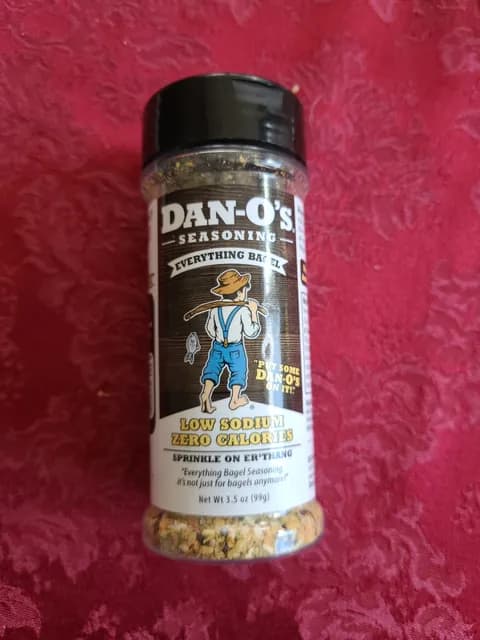 DAN-O'S
SEASONING
EVERYTHING BAGEL
"PUT SOME
DAN-O'S
ON IT!"
LOW SODIUM
ZERO CALORIES
SPRINKLE ON ER'THANG
"Everything Bagel Seasoning,
it's not just for bagels anymore!"
Net Wt 3.5 oz (99g)